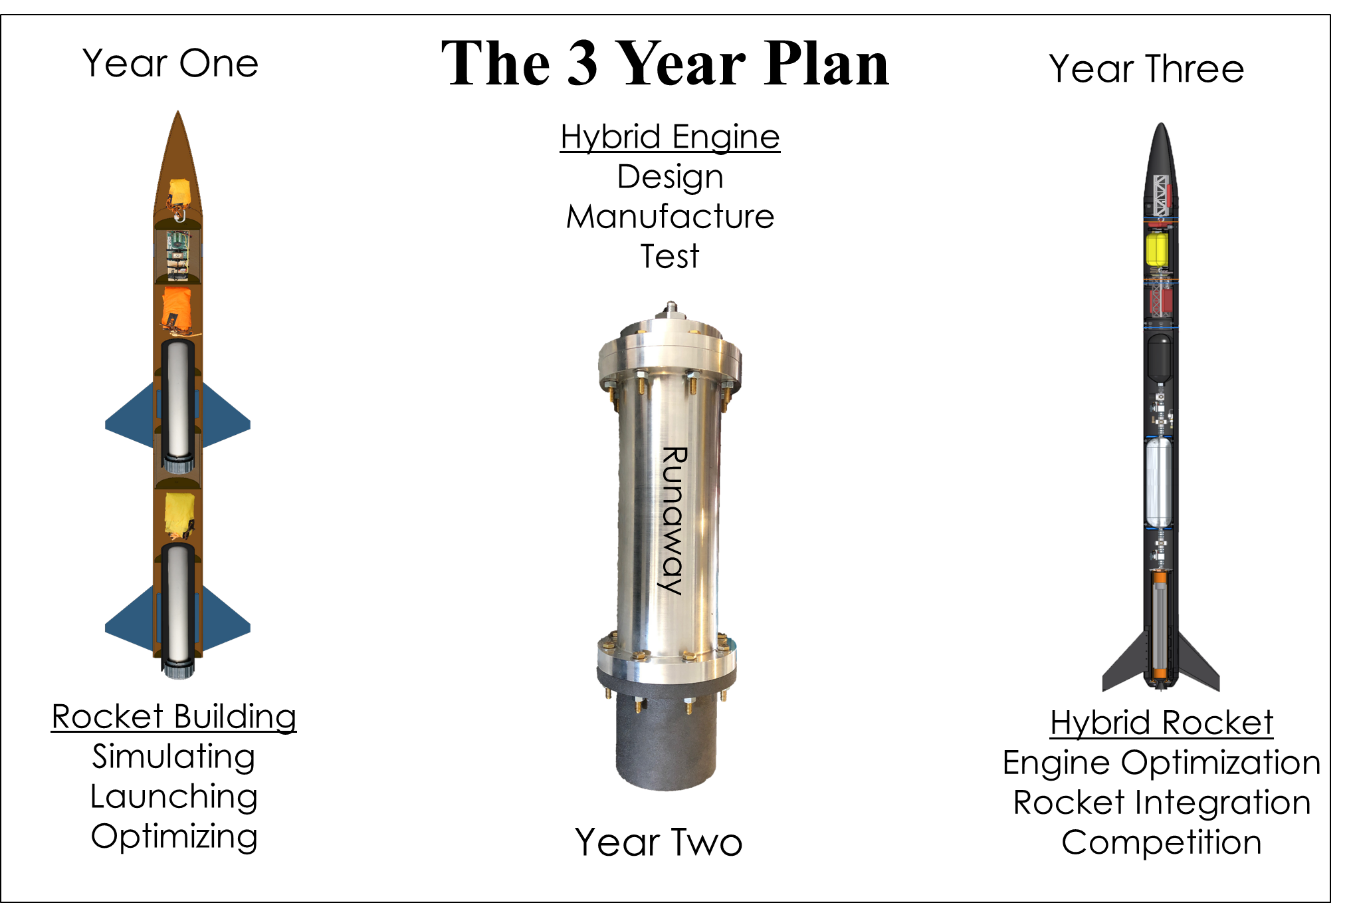 The 3 Year Plan
Year One
Rocket Building
Simulating
Launching
Optimizing
Hybrid Engine
Design
Manufacture
Test
Runaway
Year Two
Year Three
Hybrid Rocket
Engine Optimization
Rocket Integration
Competition